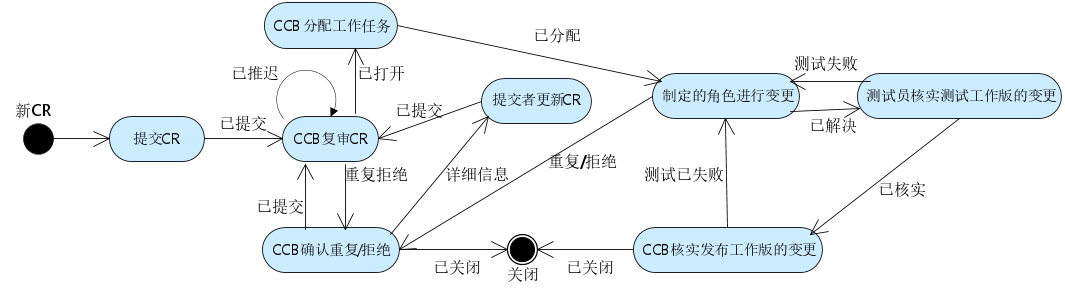 CCB 分配工作任务
已分配
已推迟
已打开
测试失败
新CR
提交者更新CR
制定的角色进行变更
测试员核实测试工作版的变更
已提交
已提交
已解决
提交CR
CCB复审CR
重复拒绝
详细信息
重复/拒绝
测试已失败
已核实
已提交
CCB确认重复/拒绝
CCB核实发布工作版的变更
已关闭
关闭
已关闭